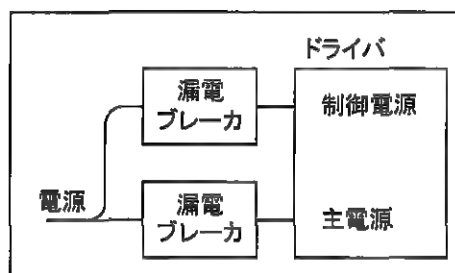 ドライバ
漏電
ブレーカ
制御電源
電源
漏電
ブレーカ
主電源